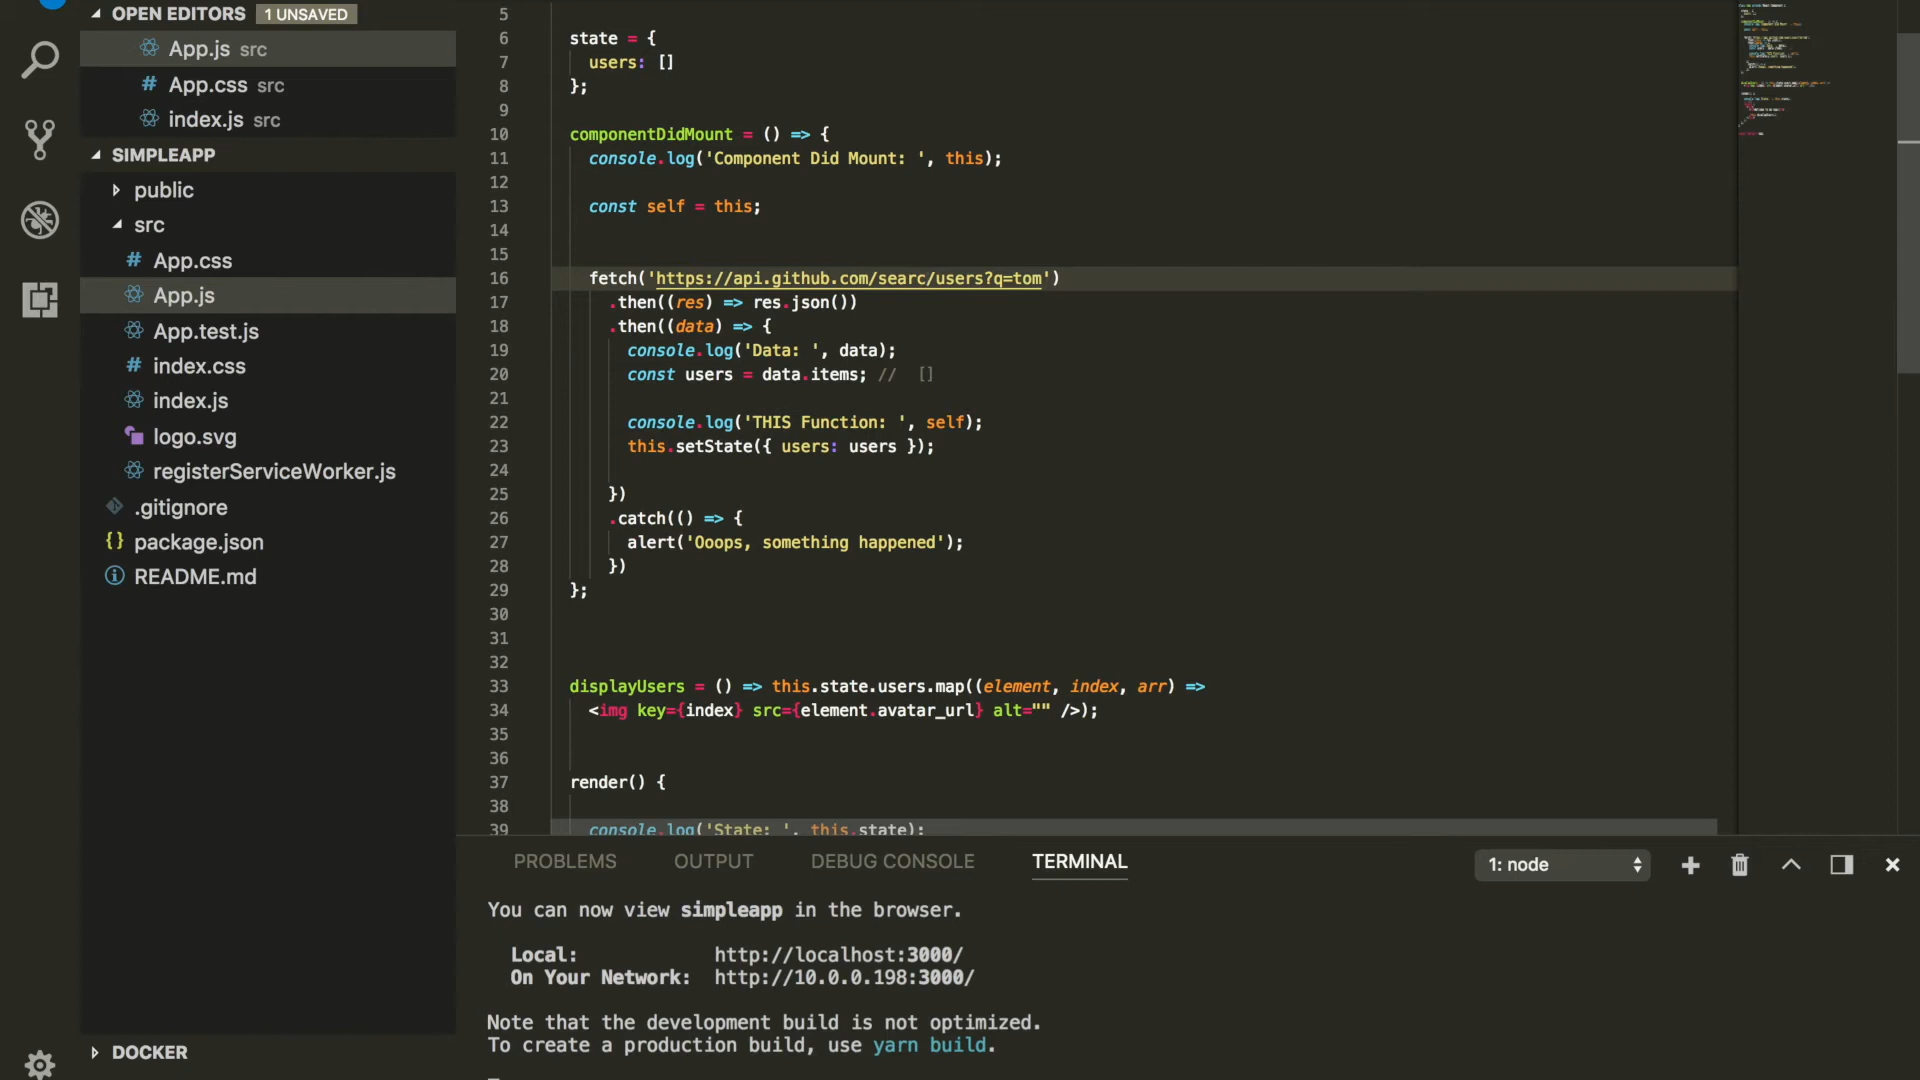 OPEN EDITORS 1 UNSAVED
App.js src
App.css src
index.js src
SIMPLEAPP
public
src
App.css
App.js
App.test.js
index.css
index.js
logo.svg
registerServiceWorker.js
.gitignore
package.json
README.md
DOCKER
5
6 state = {
7 users: []
8 };
9
10 componentDidMount = () => {
11 console.log('Component Did Mount: ', this);
12
13 const self = this;
14
15
16 fetch('https://api.github.com/searc/users?q=tom')
17 .then((res) => res.json())
18 .then((data) => {
19 console.log('Data: ', data);
20 const users = data.items; // []
21
22 console.log('THIS Function: ', self);
23 this.setState({ users: users });
24
25 })
26 .catch(() => {
27 alert('Ooops, something happened');
28 })
29 };
30
31
32
33 displayUsers = () => this.state.users.map((element, index, arr) =>
34 <img key={index} src={element.avatar_url} alt="" />);
35
36
37 render() {
38
39 console.log('State: ', this.state);
PROBLEMS OUTPUT DEBUG CONSOLE TERMINAL 1: node
You can now view simpleapp in the browser.
Local: http://localhost:3000/
On Your Network: http://10.0.0.198:3000/
Note that the development build is not optimized.
To create a production build, use yarn build.